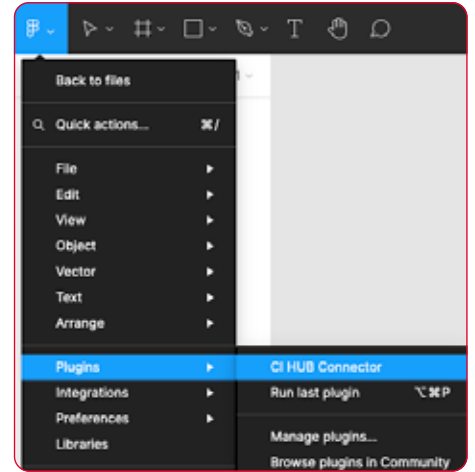 T
1
Back to files
Quick actions... ⌘/
File
Edit
View
Object
Vector
Text
Arrange
Plugins
CI HUB Connector
Integrations
Run last plugin ⌥⌘P
Preferences
Manage plugins...
Libraries
Browse plugins in Community